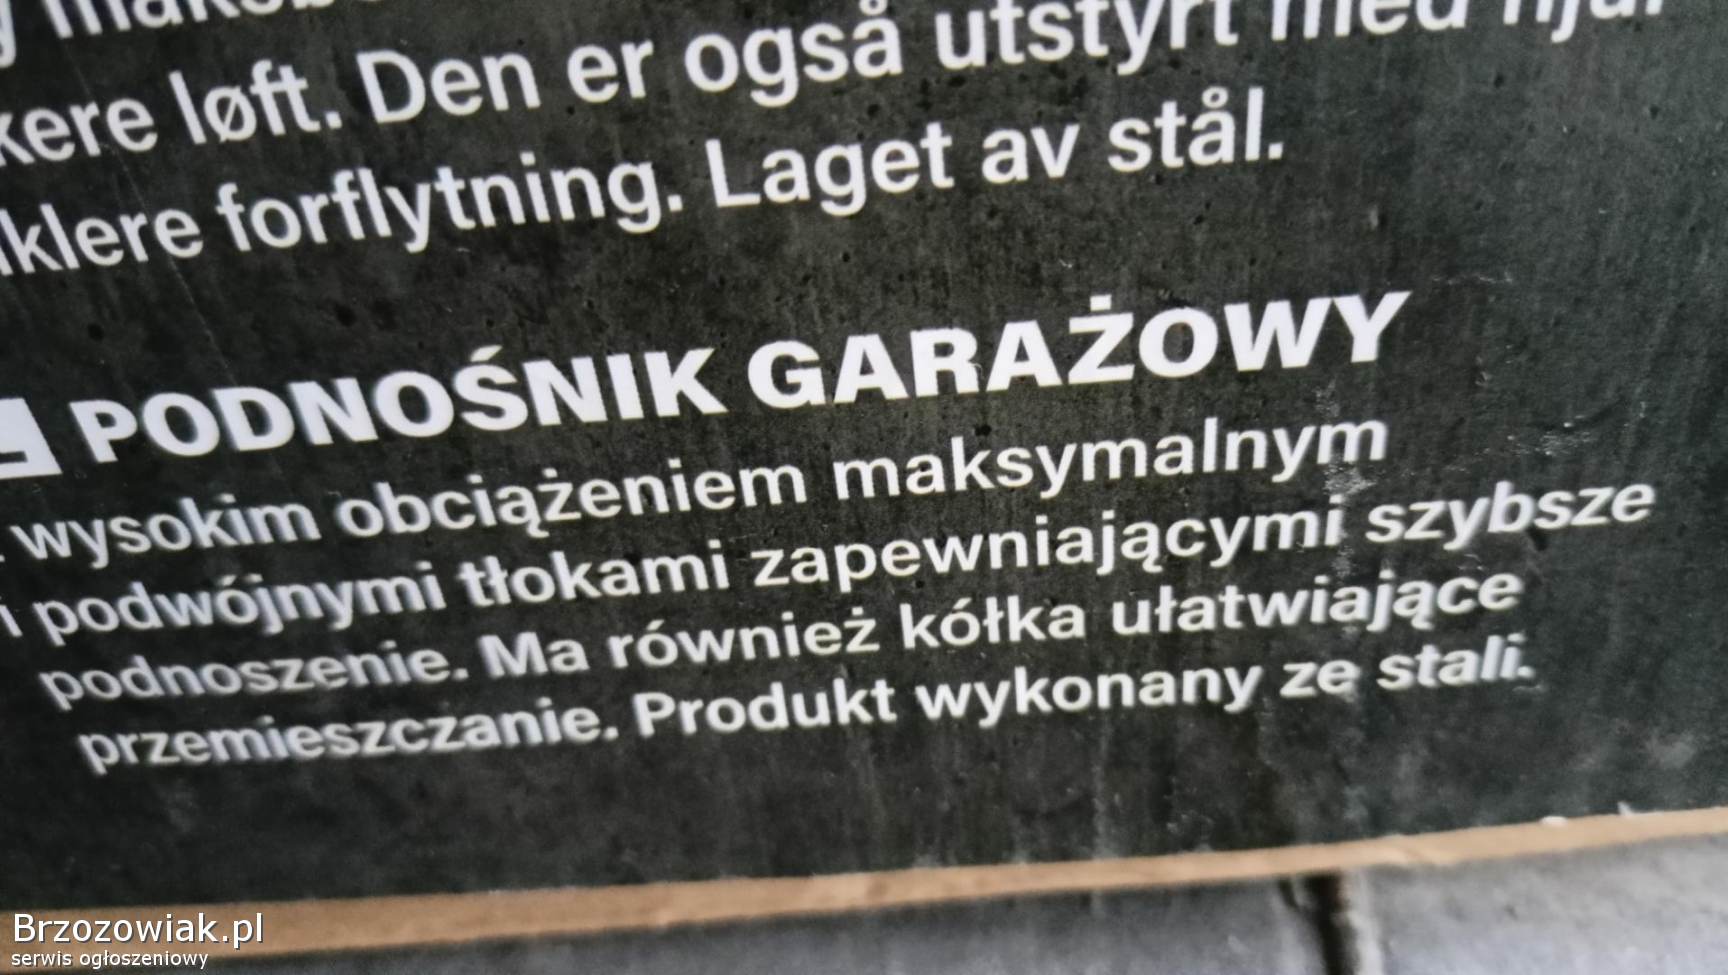 kere løft. Den er også utstyrt med hjul
klere forflytning. Laget av stål.
PODNOŚNIK GARAŻOWY
wysokim obciążeniem maksymalnym
i podwójnymi tłokami zapewniającymi szybsze
podnoszenie. Ma również kółka ułatwiające
przemieszczanie. Produkt wykonany ze stali.
Brzozowiak.pl
serwis ogłoszeniowy